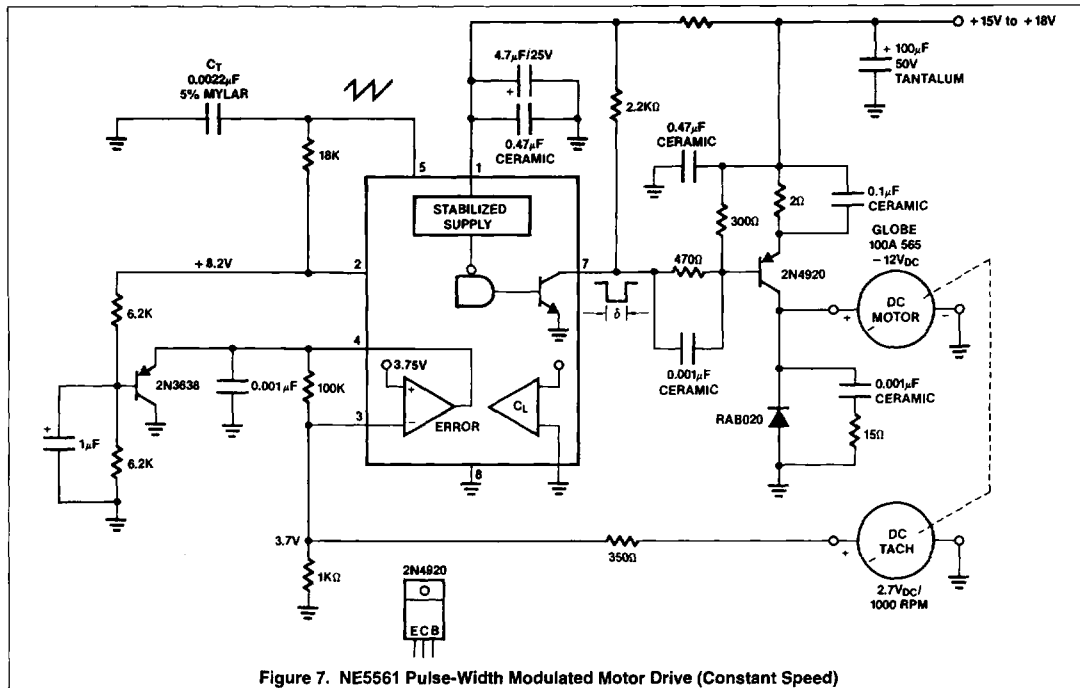 +15V to +18V
+ 100μF
50V
TANTALUM
4.7μF/25V
+
0.47μF
CERAMIC
CT
0.0022μF
5% MYLAR
2.2KΩ
18K
5
1
0.47μF
CERAMIC
STABILIZED
SUPPLY
300Ω
2Ω
0.1μF
CERAMIC
GLOBE
100A 565
−12VDC
+8.2V
2
7
470Ω
2N4920
δ
DC
MOTOR
+
−
6.2K
4
3.75V
+
−
CL
ERROR
2N3638
0.001μF
100K
3
0.001μF
CERAMIC
0.001μF
CERAMIC
RAB020
15Ω
+
1μF
6.2K
8
3.7V
350Ω
+
DC
TACH
−
1KΩ
2N4920
E C B
2.7VDC/
1000 RPM
Figure 7. NE5561 Pulse-Width Modulated Motor Drive (Constant Speed)